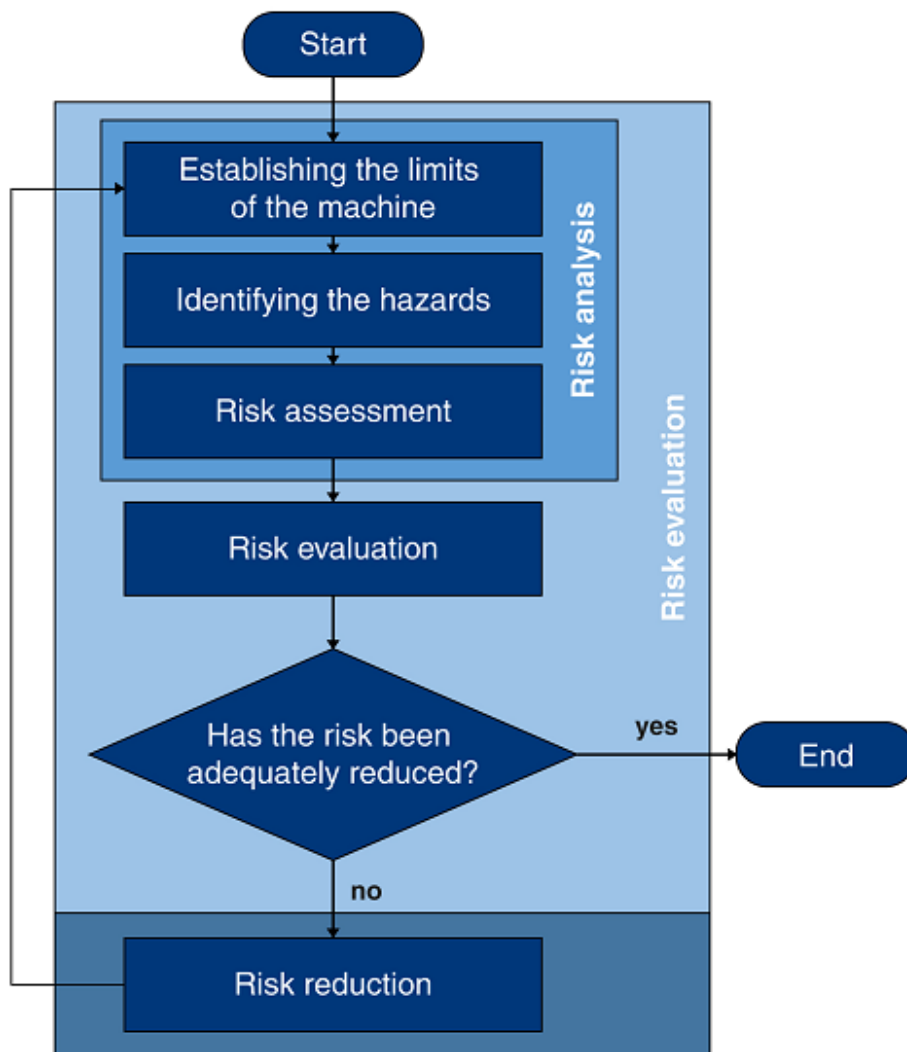 Start
Establishing the limits
of the machine
Identifying the hazards
Risk assessment
Risk analysis
Risk evaluation
Risk evaluation
Has the risk been
adequately reduced?
yes
End
no
Risk reduction